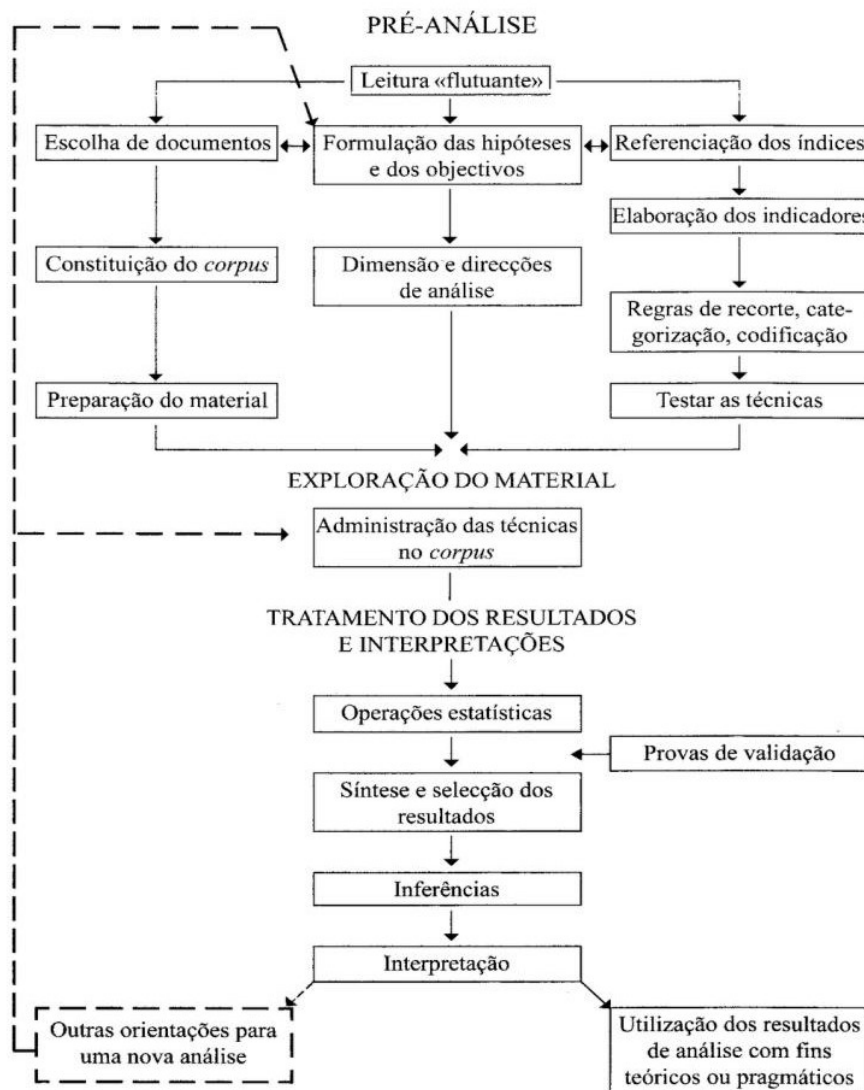 PRÉ-ANÁLISE
Leitura «flutuante»
Escolha de documentos
Formulação das hipóteses
e dos objectivos
Referenciação dos índices
Elaboração dos indicadores
Constituição do corpus
Dimensão e direcções
de análise
Regras de recorte, cate-
gorização, codificação
Preparação do material
Testar as técnicas
EXPLORAÇÃO DO MATERIAL
Administração das técnicas
no corpus
TRATAMENTO DOS RESULTADOS
E INTERPRETAÇÕES
Operações estatísticas
Provas de validação
Síntese e selecção dos
resultados
Inferências
Interpretação
Outras orientações para
uma nova análise
Utilização dos resultados
de análise com fins
teóricos ou pragmáticos